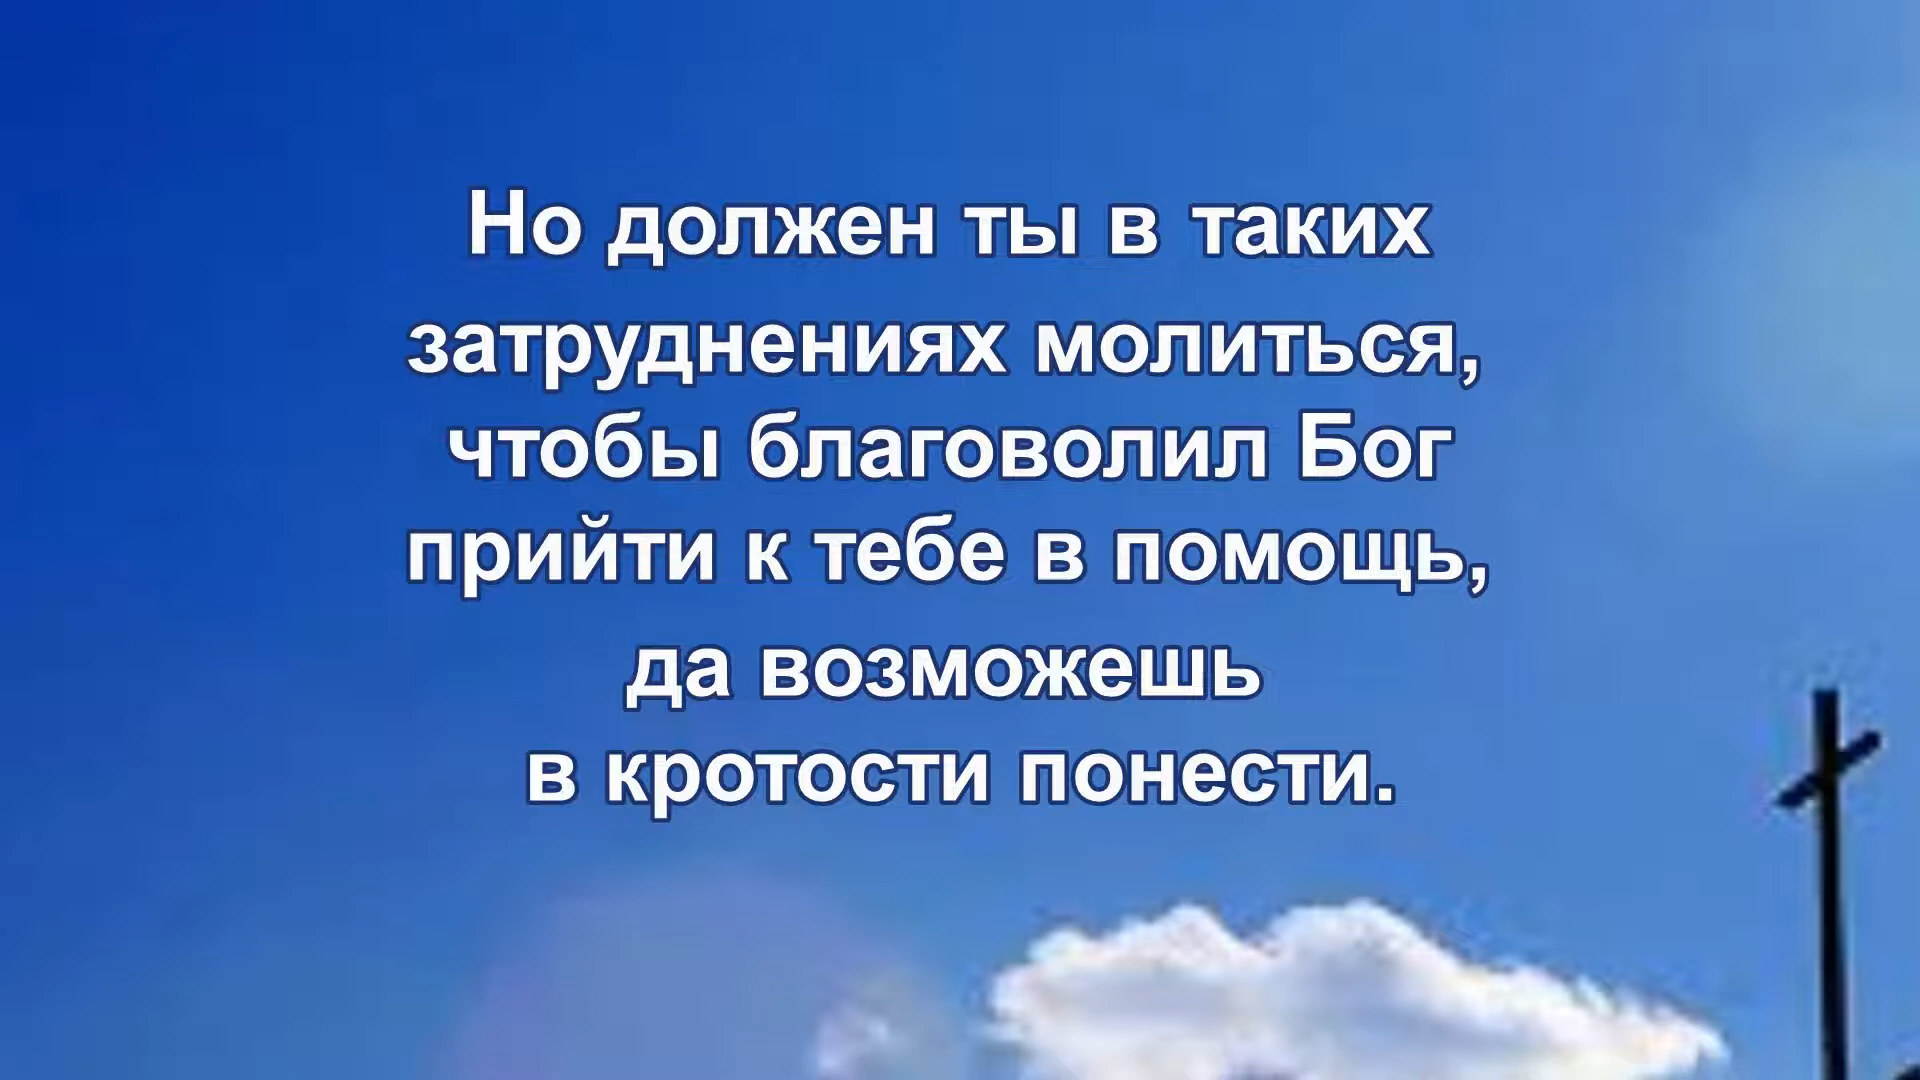 Но должен ты в таких
затруднениях молиться,
чтобы благоволил Бог
прийти к тебе в помощь,
да возможешь
в кротости понести.